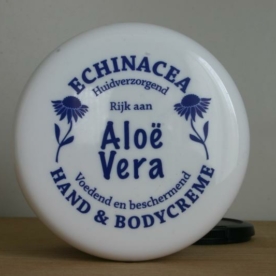 ECHINACEA
Huidverzorgend
Rijk aan
Aloë
Vera
Voedend en beschermend
HAND & BODYCREME